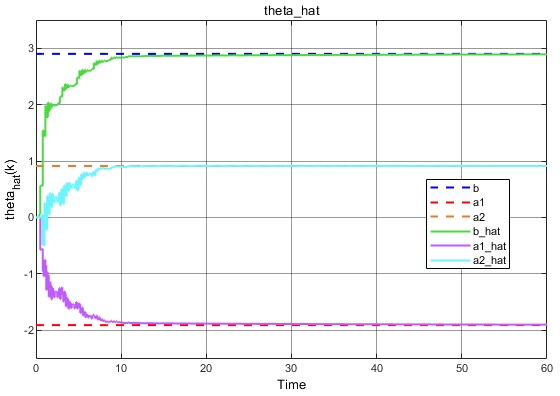 theta_hat
theta_hat(k)
3
2
1
0
-1
-2
0
10
20
30
40
50
60
Time
b
a1
a2
b_hat
a1_hat
a2_hat